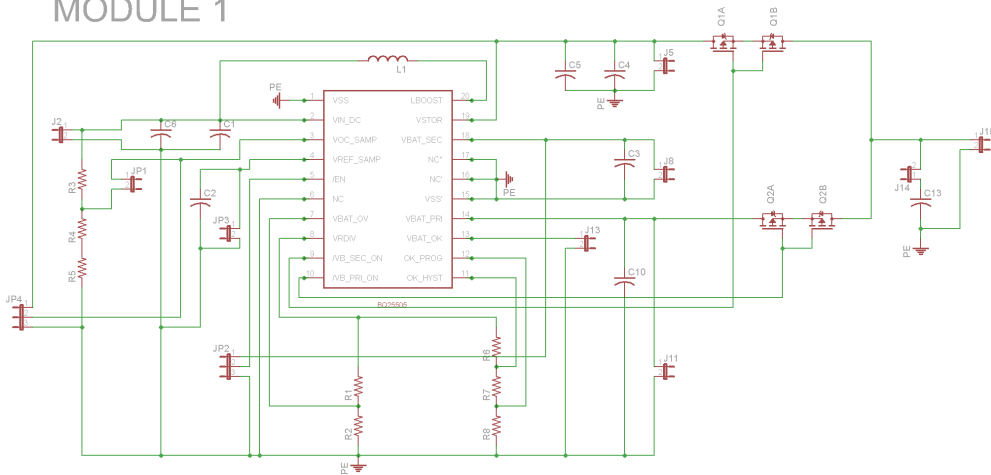 MODULE 1
Q1A
Q1B
J5
C5
C4
L1
PE
PE
J2
C6
C1
1 VSS LBOOST 20
2 VIN_DC VSTOR 19
3 VOC_SAMP VBAT_SEC 18
4 VREF_SAMP NC" 17
5 /EN NC' 16
6 NC VSS' 15
7 VBAT_OV VBAT_PRI 14
8 VRDIV VBAT_OK 13
9 /VB_SEC_ON OK_PROG 12
10 /VB_PRI_ON OK_HYST 11
BQ25505
C3
J8
PE
J15
J14
C13
PE
R3
JP1
C2
R4
JP3
R5
Q2A
Q2B
J13
C10
JP4
JP2
R6
J11
R1
R7
R2
R8
PE